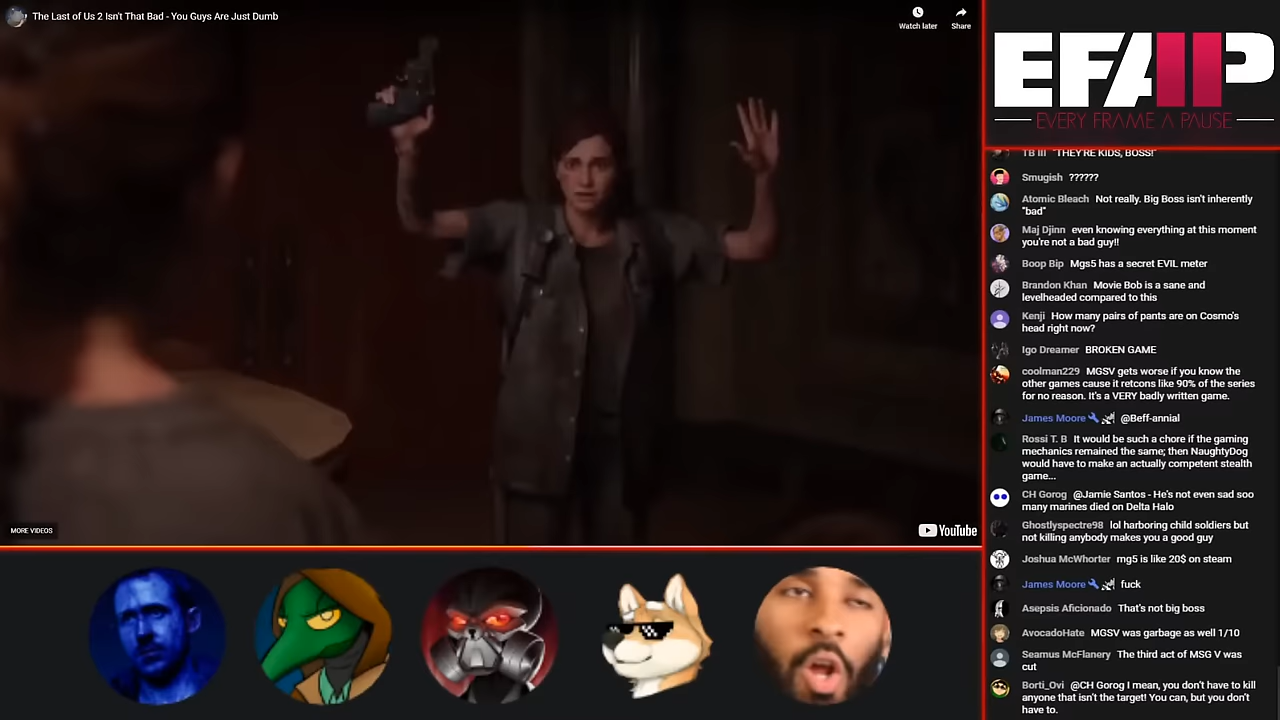 The Last of Us 2 Isn't That Bad - You Guys Are Just Dumb
Watch later
Share
MORE VIDEOS
YouTube
EFAP
EVERY FRAME A PAUSE
TB III "THEY'RE KIDS, BOSS!"
Smugish ??????
Atomic Bleach Not really. Big Boss isn't inherently
"bad"
Maj Djinn even knowing everything at this moment
you're not a bad guy!!
Boop Bip Mgs5 has a secret EVIL meter
Brandon Khan Movie Bob is a sane and
levelheaded compared to this
Kenji How many pairs of pants are on Cosmo's
head right now?
Igo Dreamer BROKEN GAME
coolman229 MGSV gets worse if you know the
other games cause it retcons like 90% of the series
for no reason. It's a VERY badly written game.
James Moore @Beff-annial
Rossi T. B It would be such a chore if the gaming
mechanics remained the same; then NaughtyDog
would have to make an actually competent stealth
game...
CH Gorog @Jamie Santos - He's not even sad soo
many marines died on Delta Halo
Ghostlyspectre98 lol harboring child soldiers but
not killing anybody makes you a good guy
Joshua McWhorter mg5 is like 20$ on steam
James Moore fuck
Asepsis Aficionado That's not big boss
AvocadoHate MGSV was garbage as well 1/10
Seamus McFlanery The third act of MSG V was
cut
Borti_Ovi @CH Gorog I mean, you don't have to kill
anyone that isn't the target! You can, but you don't
have to.